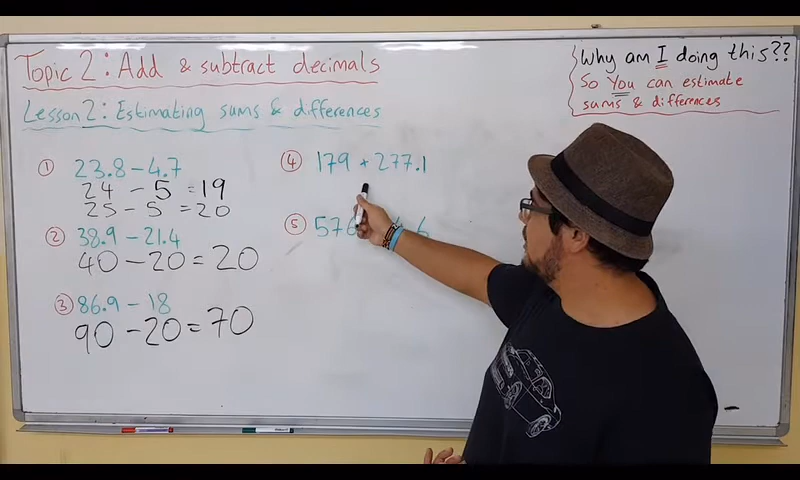 Topic 2: Add & subtract decimals
Lesson 2: Estimating sums & differences
Why am I doing this??
So You can estimate
sums & differences
① 23.8 - 4.7
24 - 5 = 19
25 - 5 = 20
② 38.9 - 21.4
40 - 20 = 20
③ 86.9 - 18
90 - 20 = 70
④ 179 + 277.1
⑤ 576